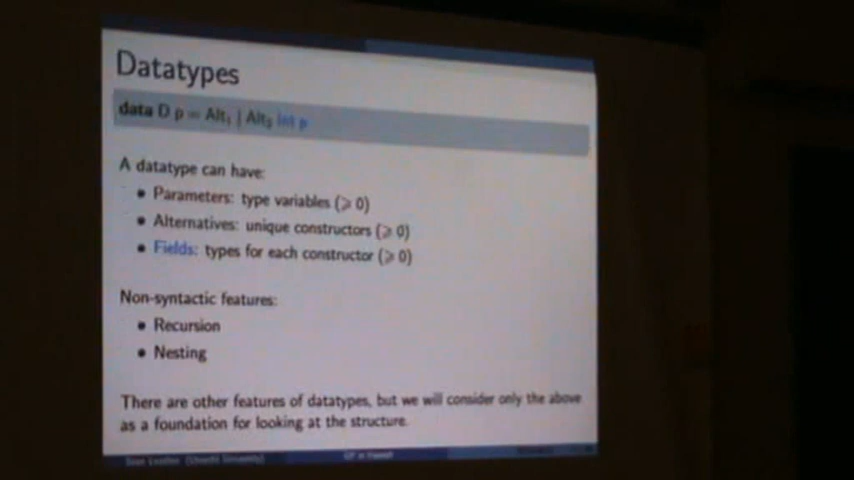 Datatypes
data D p = Alt₁ | Alt₂ Int p
A datatype can have:
• Parameters: type variables (⩾ 0)
• Alternatives: unique constructors (⩾ 0)
• Fields: types for each constructor (⩾ 0)
Non-syntactic features:
• Recursion
• Nesting
There are other features of datatypes, but we will consider only the above
as a foundation for looking at the structure.
(Utrecht University)